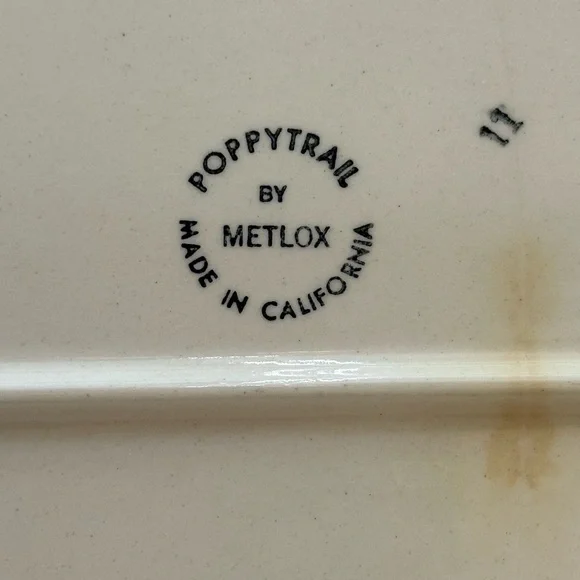 POPPYTRAIL
BY
METLOX
MADE IN CALIFORNIA
11